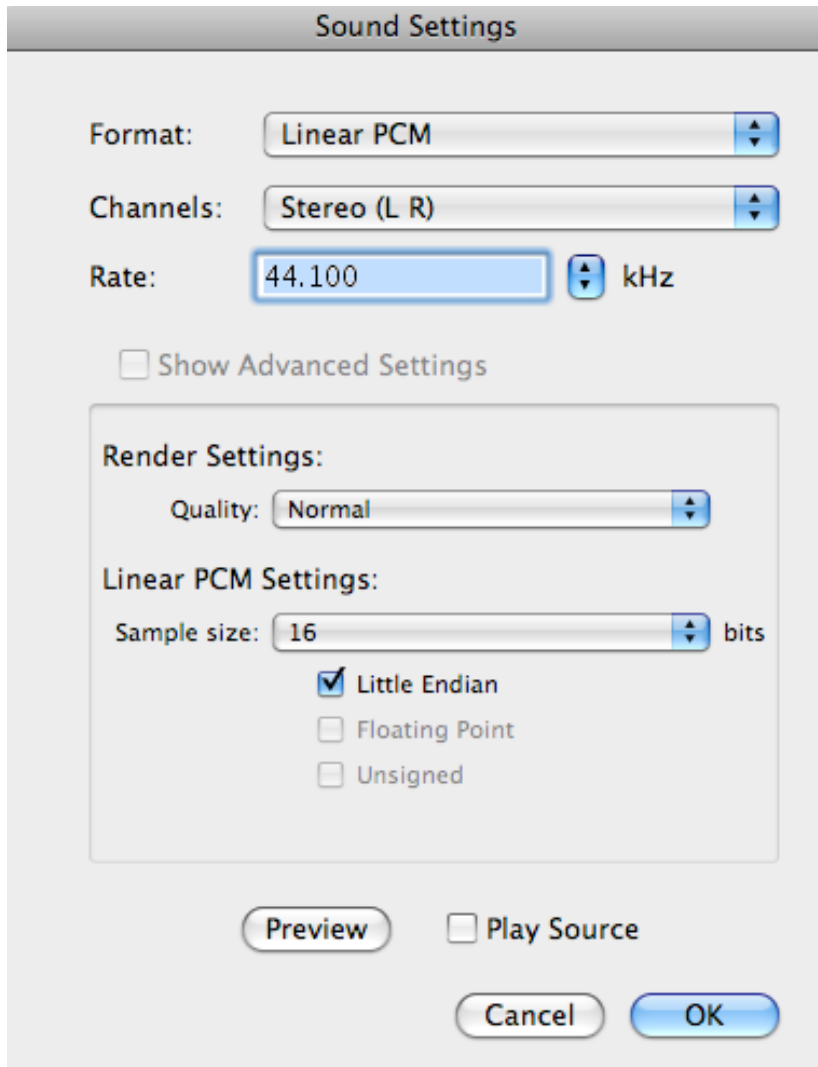 Sound Settings
Format: Linear PCM
Channels: Stereo (L R)
Rate: 44.100 kHz
Show Advanced Settings
Render Settings:
Quality: Normal
Linear PCM Settings:
Sample size: 16 bits
Little Endian
Floating Point
Unsigned
Preview Play Source
Cancel OK